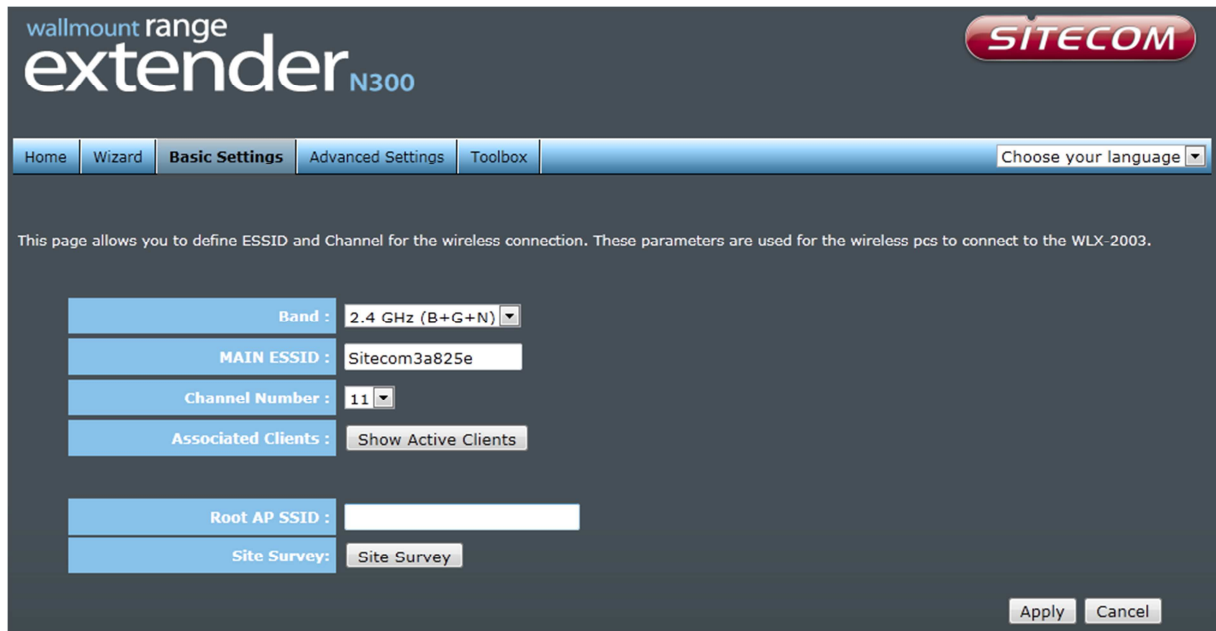 wallmount range
extender N300
SITECOM
Home Wizard Basic Settings Advanced Settings Toolbox Choose your language
This page allows you to define ESSID and Channel for the wireless connection. These parameters are used for the wireless pcs to connect to the WLX-2003.
Band : 2.4 GHz (B+G+N)
MAIN ESSID : Sitecom3a825e
Channel Number : 11
Associated Clients : Show Active Clients
Root AP SSID :
Site Survey: Site Survey
Apply Cancel